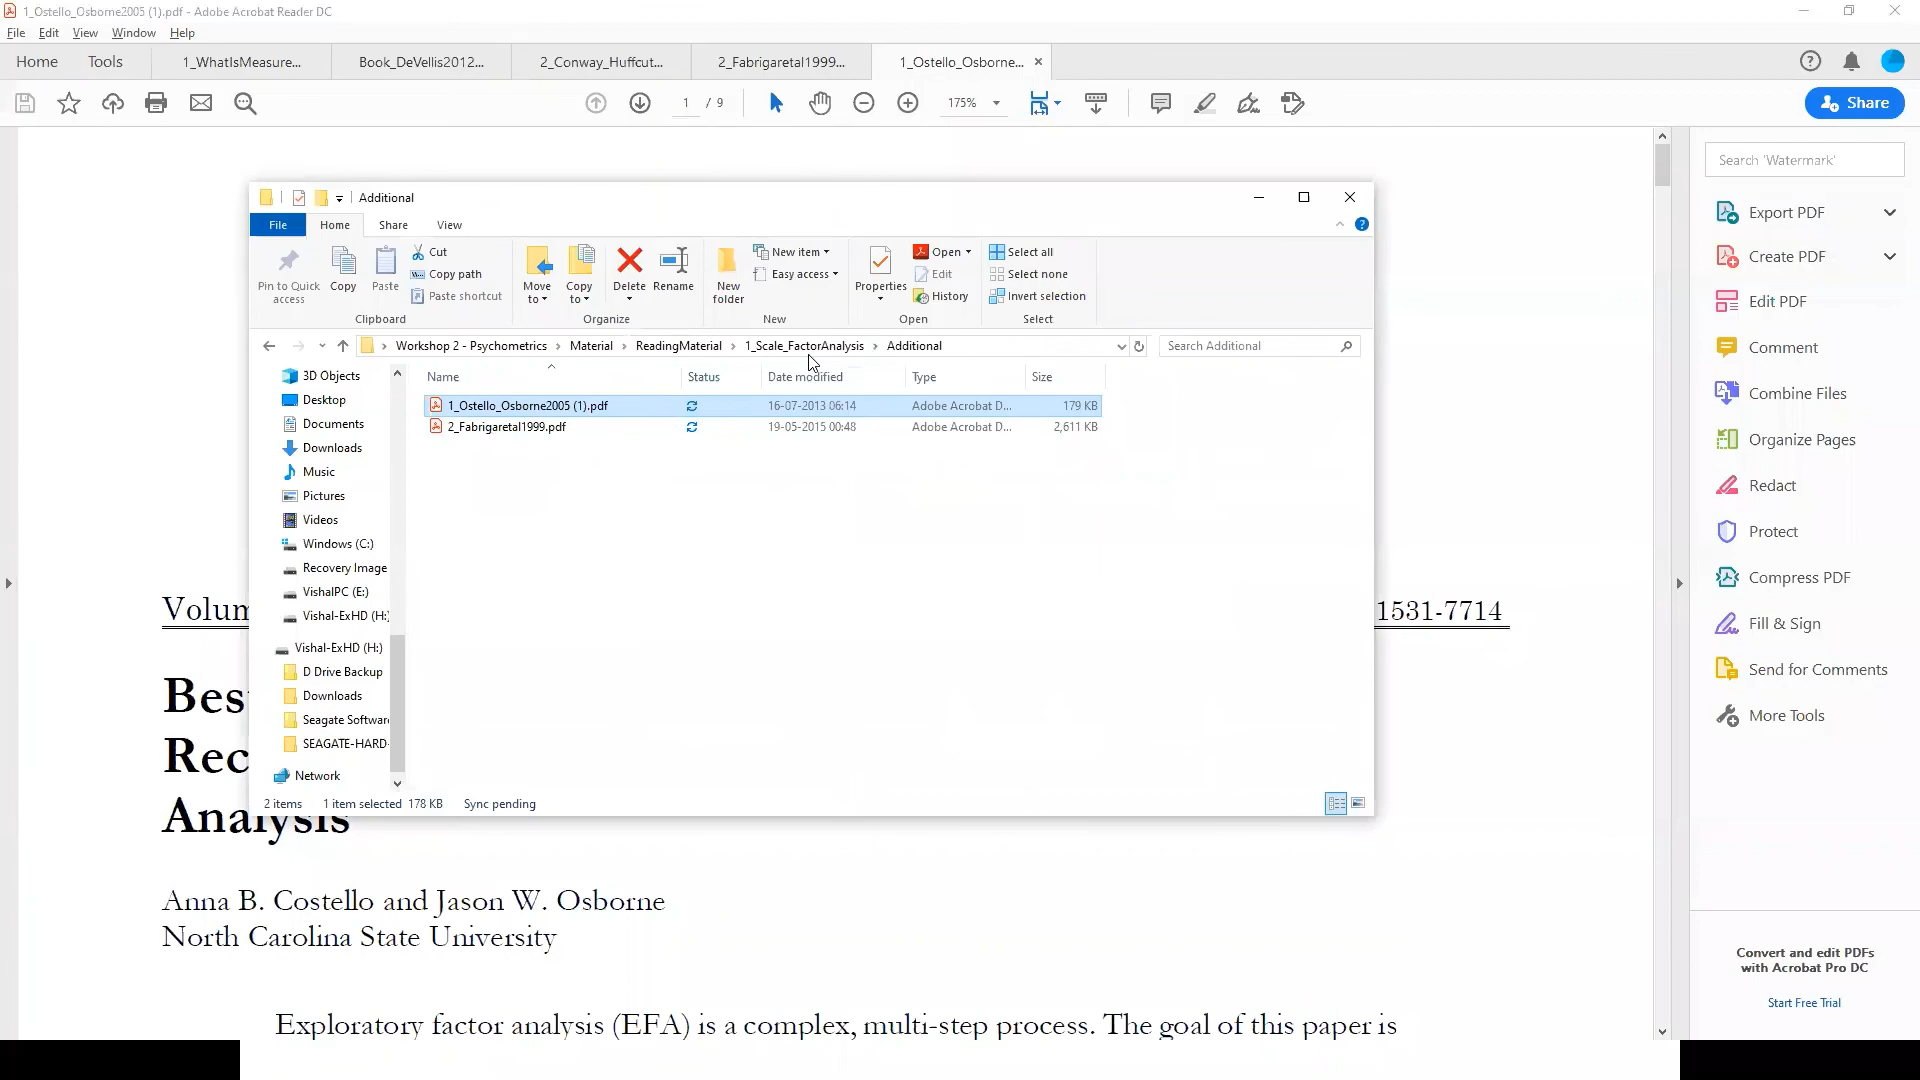 1_Ostello_Osborne2005 (1).pdf - Adobe Acrobat Reader DC
File Edit View Window Help
Home Tools 1_WhatIsMeasure... Book_DeVellis2012... 2_Conway_Huffcut... 2_Fabrigaretal1999... 1_Ostello_Osborne...
1 / 9 175% Share
Search 'Watermark'
Export PDF
Create PDF
Edit PDF
Comment
Combine Files
Organize Pages
Redact
Protect
Compress PDF
Fill & Sign
Send for Comments
More Tools
Convert and edit PDFs
with Acrobat Pro DC
Start Free Trial
Additional
File Home Share View
Pin to Quick
access
Copy
Paste
Cut
Copy path
Paste shortcut
Clipboard
Move
to
Copy
to
Delete
Rename
Organize
New
folder
New item
Easy access
New
Properties
Open
Edit
History
Open
Select all
Select none
Invert selection
Select
Workshop 2 - Psychometrics Material ReadingMaterial 1_Scale_FactorAnalysis Additional
Search Additional
3D Objects
Desktop
Documents
Downloads
Music
Pictures
Videos
Windows (C:)
Recovery Image
VishalPC (E:)
Vishal-ExHD (H:)
Vishal-ExHD (H:)
D Drive Backup
Downloads
Seagate Software
SEAGATE-HARD-
Network
Name Status Date modified Type Size
1_Ostello_Osborne2005 (1).pdf 16-07-2013 06:14 Adobe Acrobat D... 179 KB
2_Fabrigaretal1999.pdf 19-05-2015 00:48 Adobe Acrobat D... 2,611 KB
2 items 1 item selected 178 KB Sync pending
Volum 1531-7714
Bes
Rec
Analysis
Anna B. Costello and Jason W. Osborne
North Carolina State University
Exploratory factor analysis (EFA) is a complex, multi-step process. The goal of this paper is